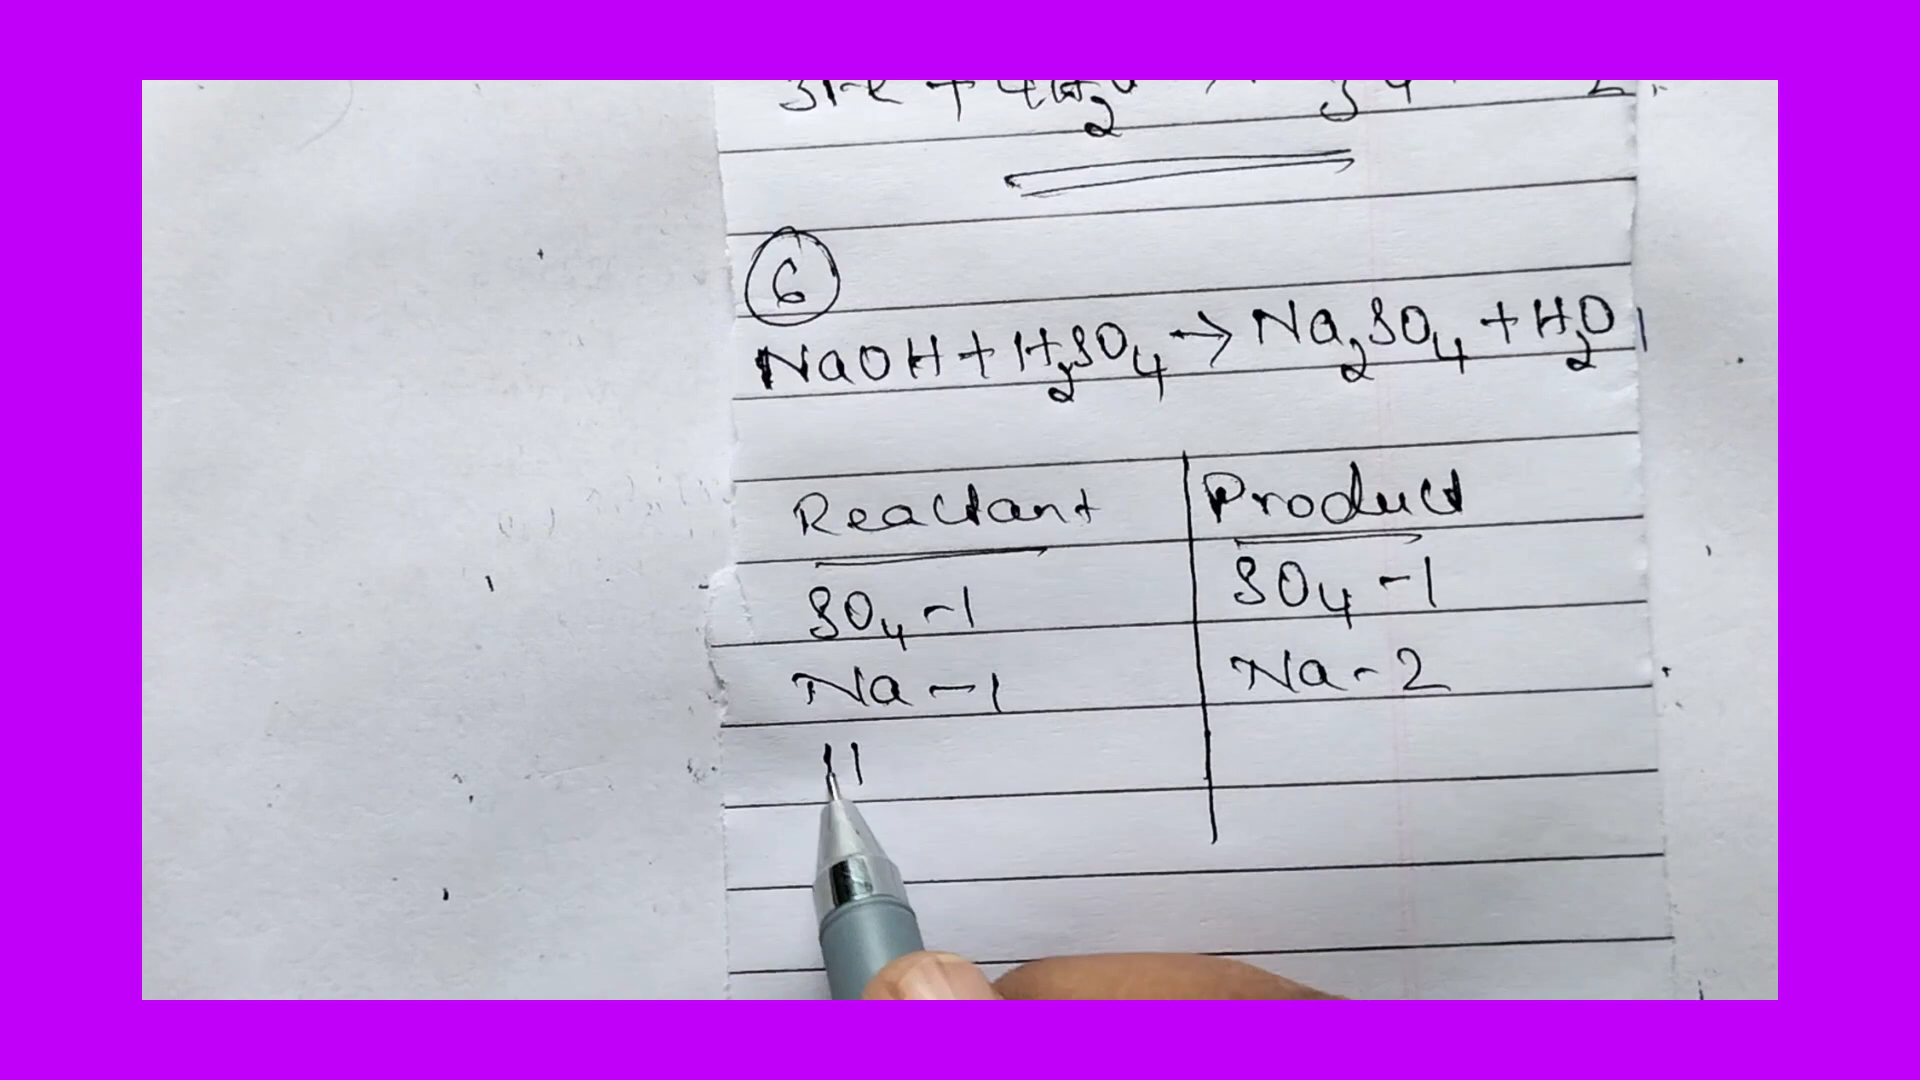 6
NaOH + H₂SO₄ → Na₂SO₄ + H₂O
Reactant Product
SO₄ - 1 SO₄ - 1
Na - 1 Na - 2